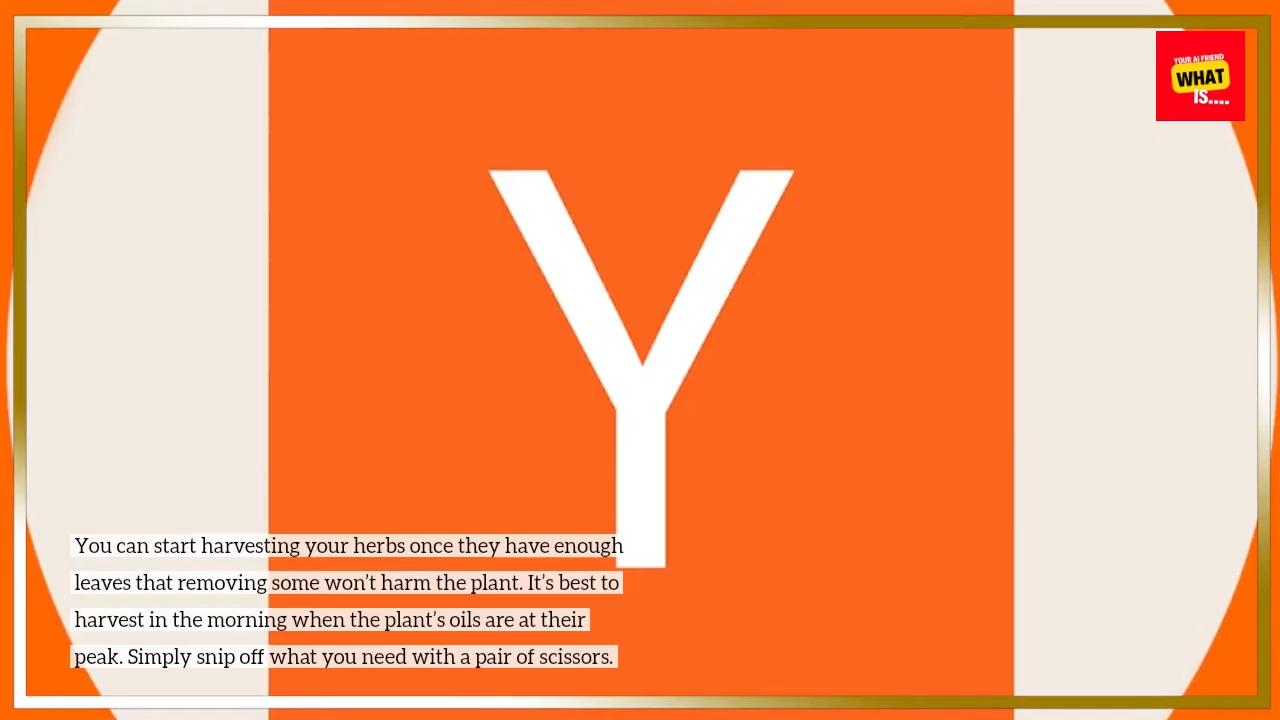 YOUR AI FRIEND
WHAT
IS....
Y
You can start harvesting your herbs once they have enough
leaves that removing some won’t harm the plant. It’s best to
harvest in the morning when the plant’s oils are at their
peak. Simply snip off what you need with a pair of scissors.